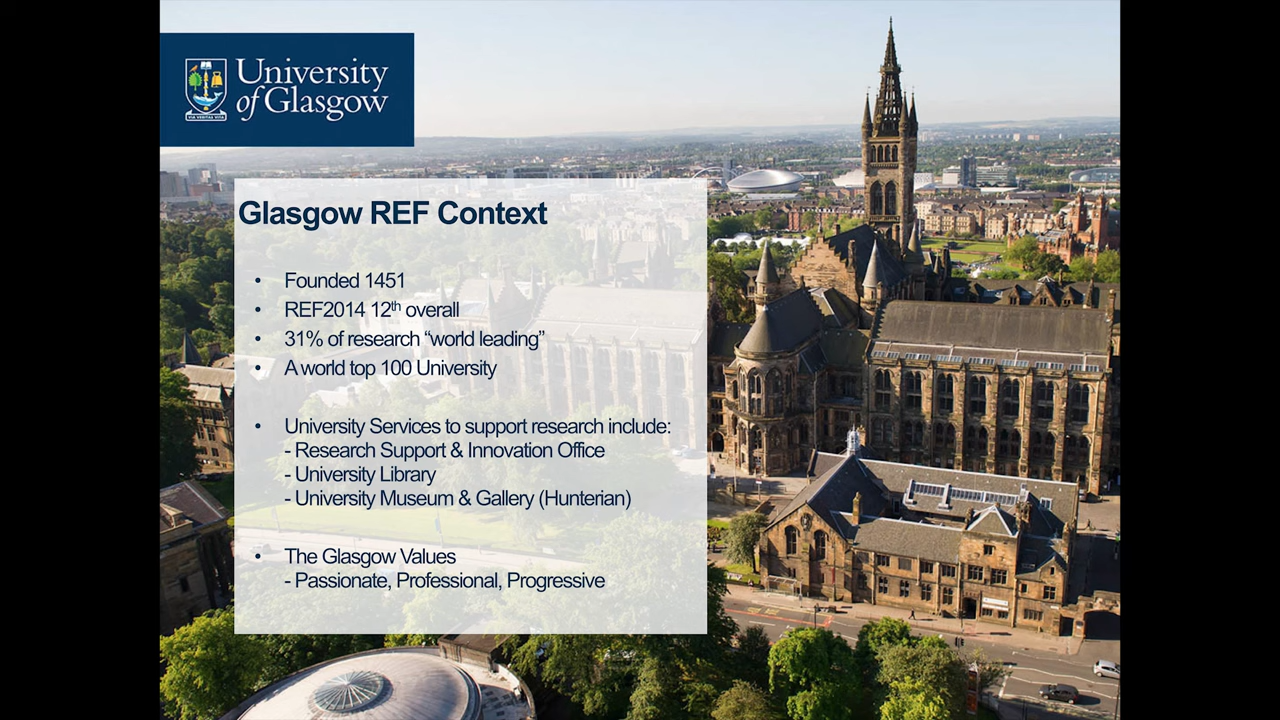 University
of Glasgow
VIA VERITAS VITA
Glasgow REF Context
• Founded 1451
• REF2014 12th overall
• 31% of research “world leading”
• A world top 100 University
• University Services to support research include:
- Research Support & Innovation Office
- University Library
- University Museum & Gallery (Hunterian)
• The Glasgow Values
- Passionate, Professional, Progressive